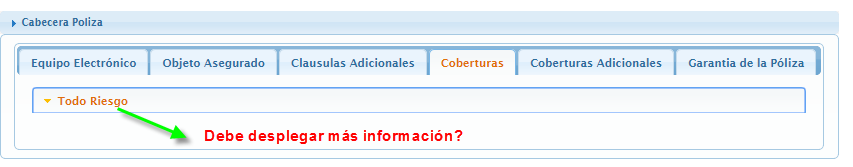 Cabecera Poliza
Equipo Electrónico Objeto Asegurado Clausulas Adicionales Coberturas Coberturas Adicionales Garantia de la Póliza
Todo Riesgo
Debe desplegar más información?